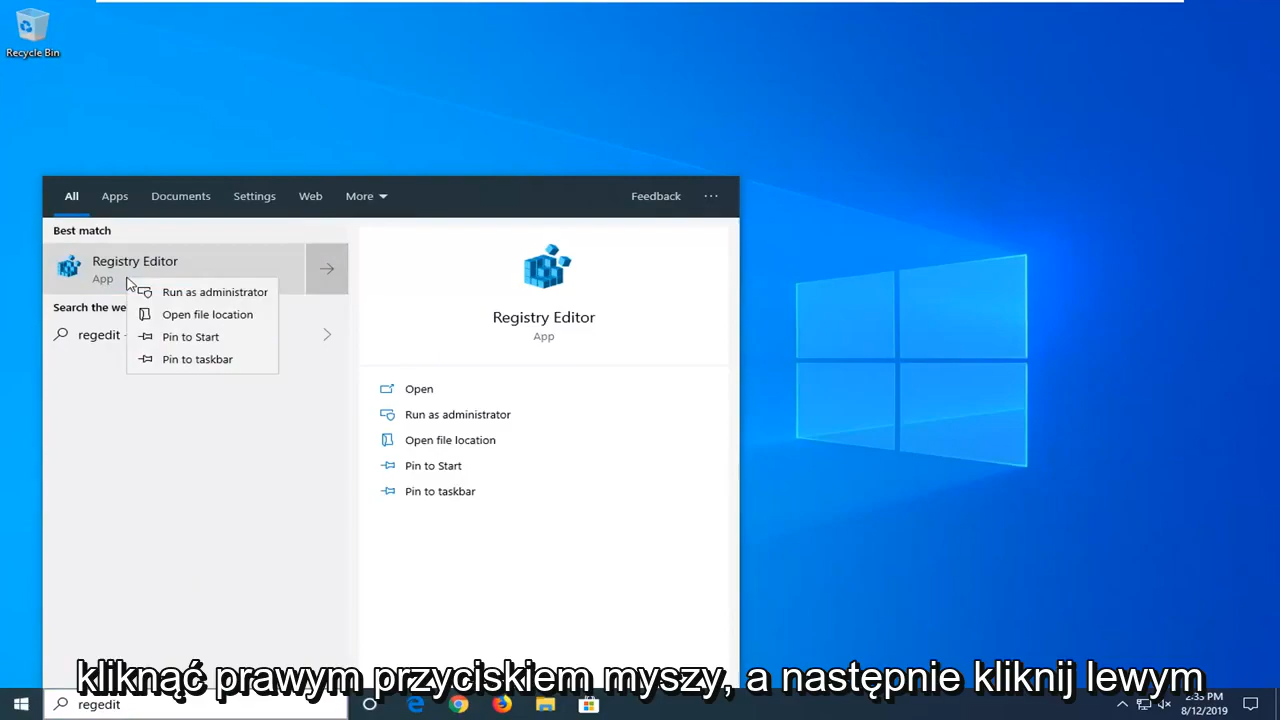 Recycle Bin
All Apps Documents Settings Web More Feedback ...
Best match
Registry Editor
App
Search the we
regedit
Run as administrator
Open file location
Pin to Start
Pin to taskbar
Registry Editor
App
Open
Run as administrator
Open file location
Pin to Start
Pin to taskbar
kliknąć prawym przyciskiem myszy, a następnie kliknij lewym
regedit
2:35 PM
8/12/2019